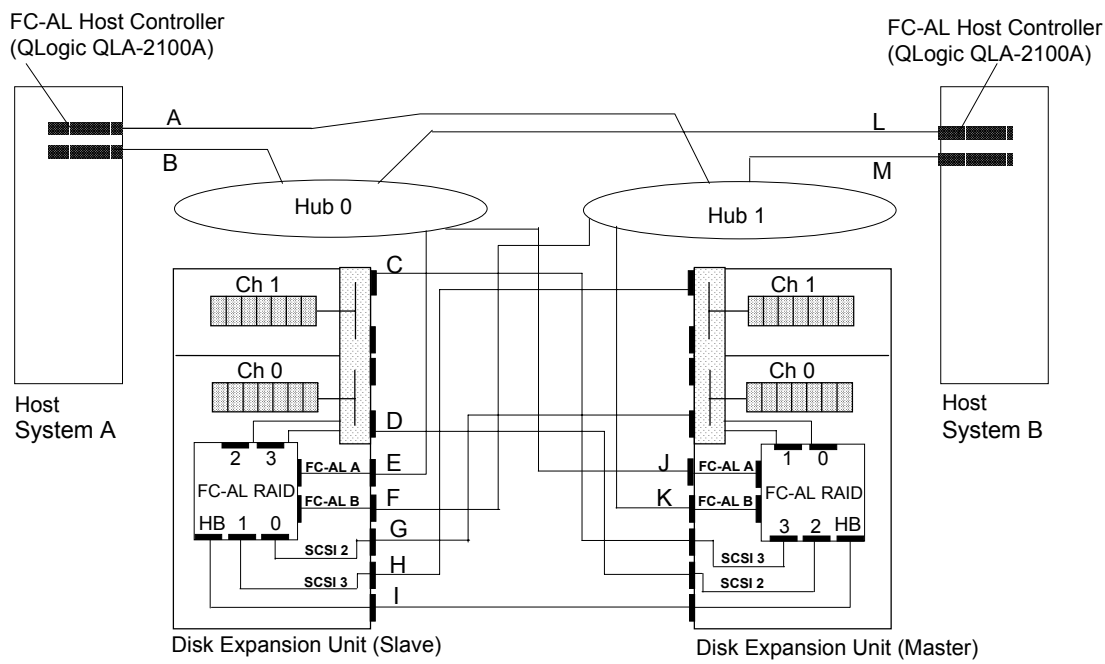 FC-AL Host Controller
(QLogic QLA-2100A)
FC-AL Host Controller
(QLogic QLA-2100A)
A
L
B
M
Hub 0
Hub 1
C
Ch 1
Ch 1
Ch 0
Ch 0
Host
System A
Host
System B
D
2 3
1 0
E
FC-AL A
J
FC-AL A
FC-AL RAID
F
FC-AL B
K
FC-AL B
FC-AL RAID
HB 1 0
G
3 2 HB
SCSI 2
H
SCSI 3
SCSI 3
SCSI 2
I
Disk Expansion Unit (Slave)
Disk Expansion Unit (Master)